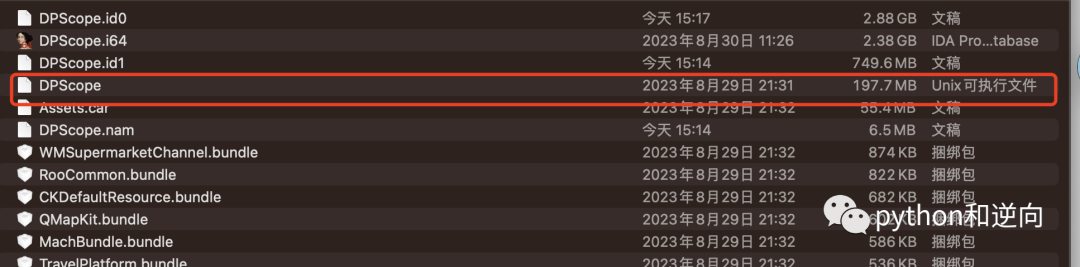 DPScope.id0 今天 15:17 2.88 GB 文稿
DPScope.i64 2023年8月30日 11:26 2.38 GB IDA Pro...tabase
DPScope.id1 今天 15:14 749.6 MB 文稿
DPScope 2023年8月29日 21:31 197.7 MB Unix可执行文件
Assets.car 2023年8月29日 21:32 55.4 MB 文稿
DPScope.nam 今天 15:14 6.5 MB 文稿
WMSupermarketChannel.bundle 2023年8月29日 21:32 874 KB 捆绑包
RooCommon.bundle 2023年8月29日 21:32 822 KB 捆绑包
CKDefaultResource.bundle 2023年8月29日 21:32 682 KB 捆绑包
QMapKit.bundle 2023年8月29日 21:32 KB 捆绑包
python和逆向
MachBundle.bundle 2023年8月29日 21:32 586 KB 捆绑包
TravelPlatform.bundle 2023年8月29日 21:32 536 KB 捆绑包